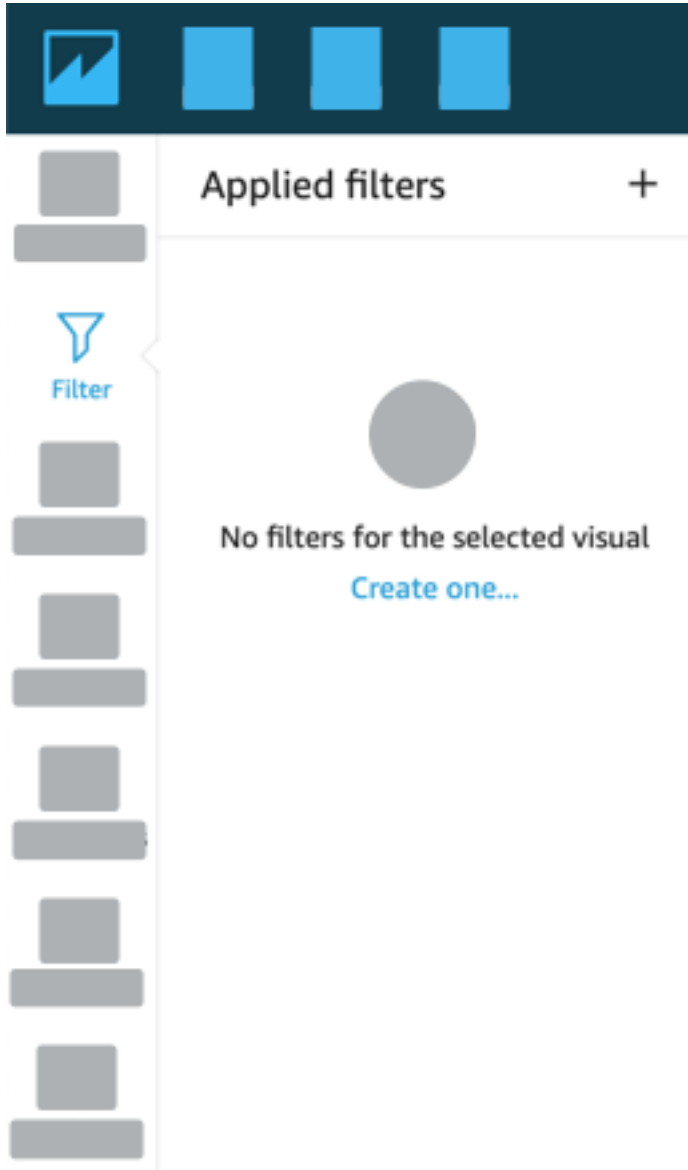 Applied filters +
Filter
No filters for the selected visual
Create one...